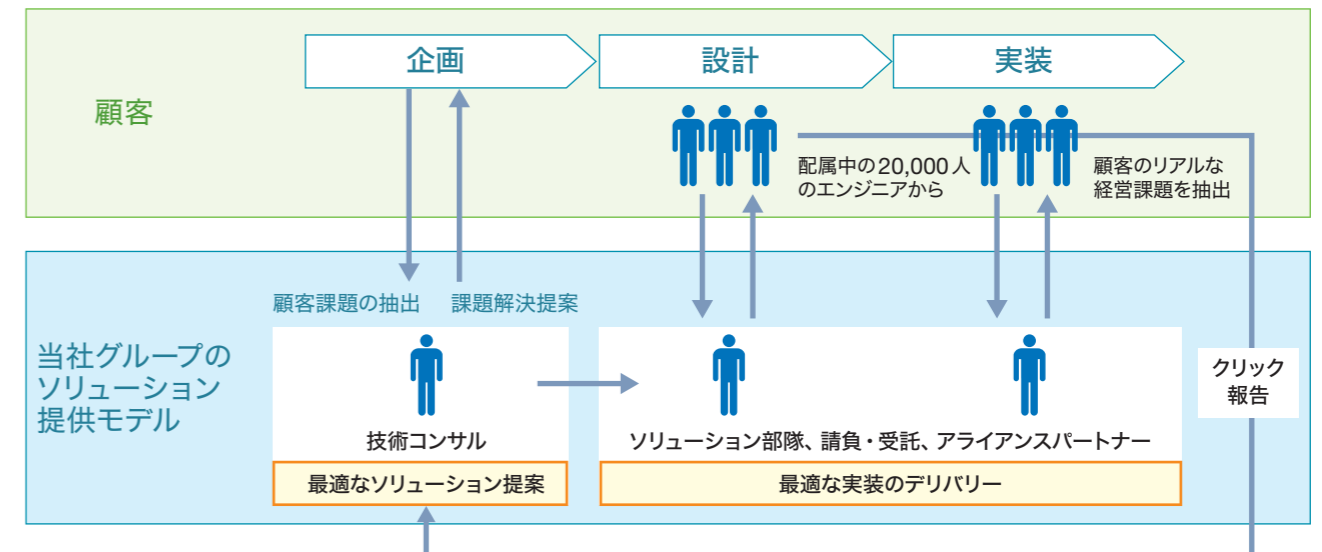 企画
設計
実装
顧客
配属中の20,000人
のエンジニアから
顧客のリアルな
経営課題を抽出
顧客課題の抽出
課題解決提案
当社グループの
ソリューション
提供モデル
クリック
報告
技術コンサル
ソリューション部隊、請負・受託、アライアンスパートナー
最適なソリューション提案
最適な実装のデリバリー